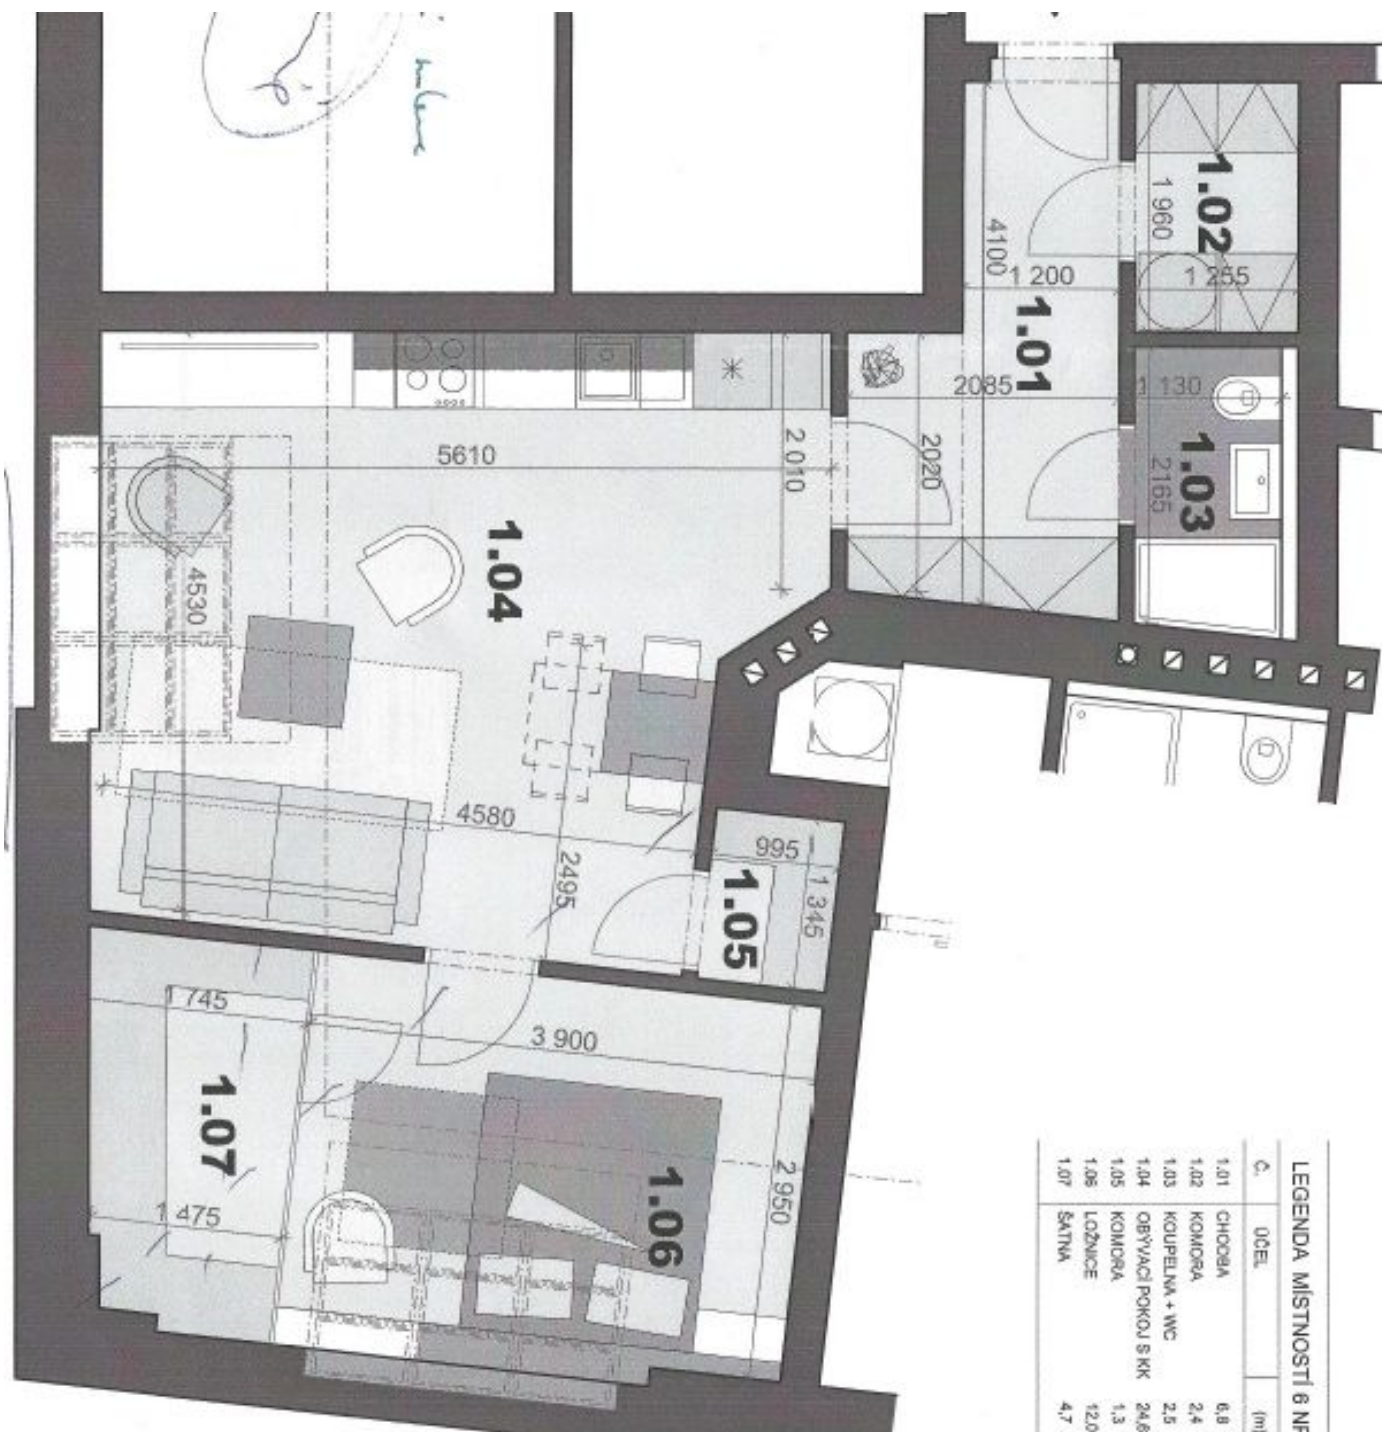 1.02
1 960
1 255
4100
1 200
1.01
2085
1 130
2020
1.03
2165
5610
2 010
1.04
4530
4580
2495
995
1 345
1.05
1 745
3 900
1.07
1 475
1.06
2 950
LEGENDA MÍSTNOSTÍ 6 NP
Č. ÚČEL (m
1.01 CHODBA 6,8
1.02 KOMORA 2,4
1.03 KOUPELNA + WC 2,5
1.04 OBÝVACÍ POKOJ S KK 24,6
1.05 KOMORA 1,3
1.06 LOŽNICE 12,0
1.07 ŠATNA 4,7